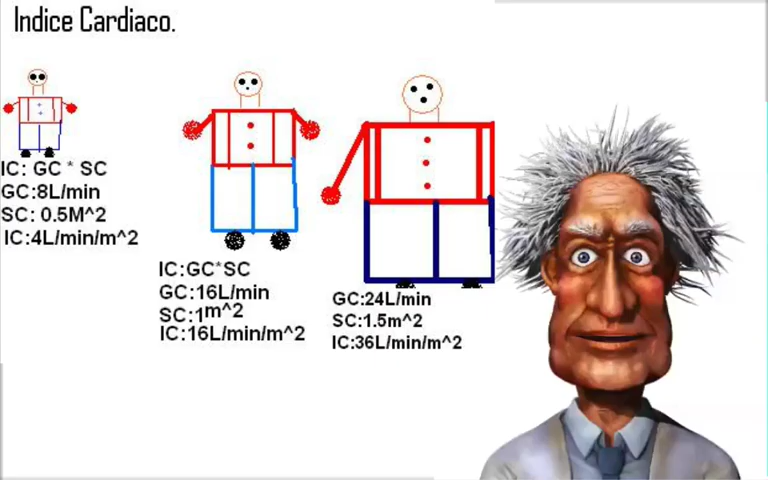 Indice Cardiaco.
IC: GC * SC
GC:8L/min
SC: 0.5M^2
IC:4L/min/m^2
IC:GC*SC
GC:16L/min
SC:1m^2
IC:16L/min/m^2
GC:24L/min
SC:1.5m^2
IC:36L/min/m^2